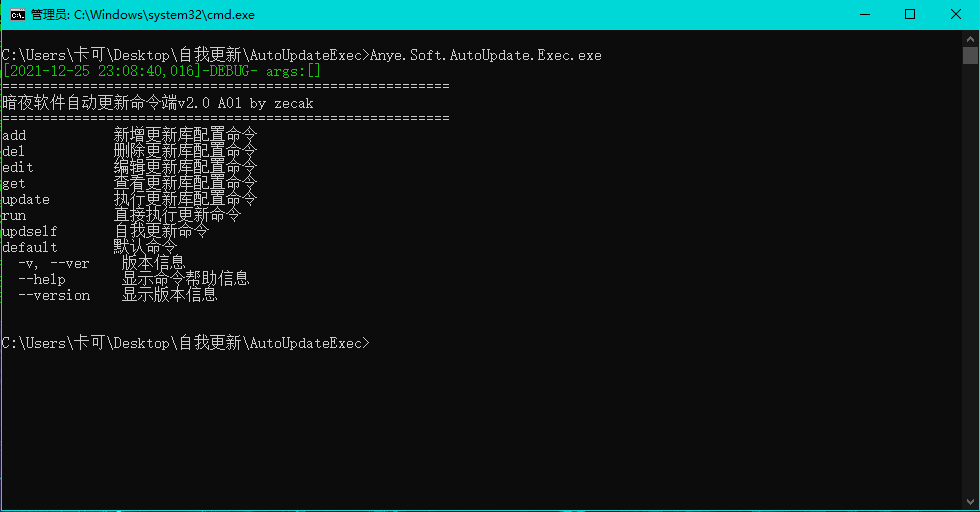 管理员: C:\Windows\system32\cmd.exe
C:\Users\卡可\Desktop\自我更新\AutoUpdateExec>Anye.Soft.AutoUpdate.Exec.exe
[2021-12-25 23:08:40,016]-DEBUG- args:[]
========================================================
暗夜软件自动更新命令端v2.0 A01 by zecak
========================================================
add 新增更新库配置命令
del 删除更新库配置命令
edit 编辑更新库配置命令
get 查看更新库配置命令
update 执行更新库配置命令
run 直接执行更新命令
updself 自我更新命令
default 默认命令
-v, --ver 版本信息
--help 显示命令帮助信息
--version 显示版本信息
C:\Users\卡可\Desktop\自我更新\AutoUpdateExec>